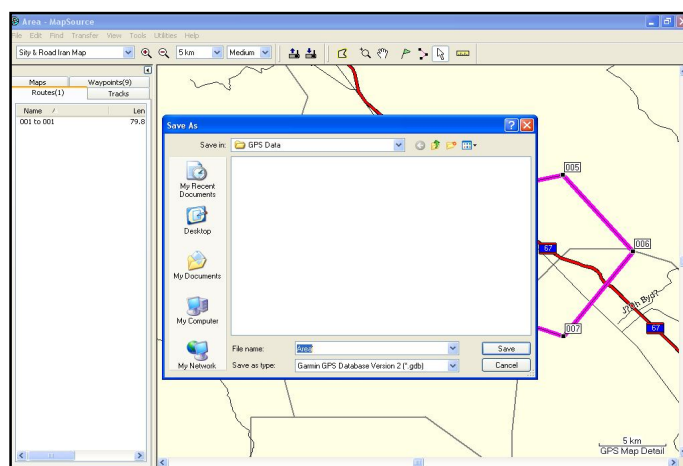 Area - MapSource
File Edit Find Transfer View Tools Utilities Help
Sity & Road Iran Map 5 km Medium
Maps Waypoints(9)
Routes(1) Tracks
Name / Len
001 to 001 79.8
Save As
Save in: GPS Data
My Recent
Documents
Desktop
My Documents
My Computer
My Network
File name: Area Save
Save as type: Garmin GPS Database Version 2 (*.gdb) Cancel
005
006
67
007
67
5 km
GPS Map Detail